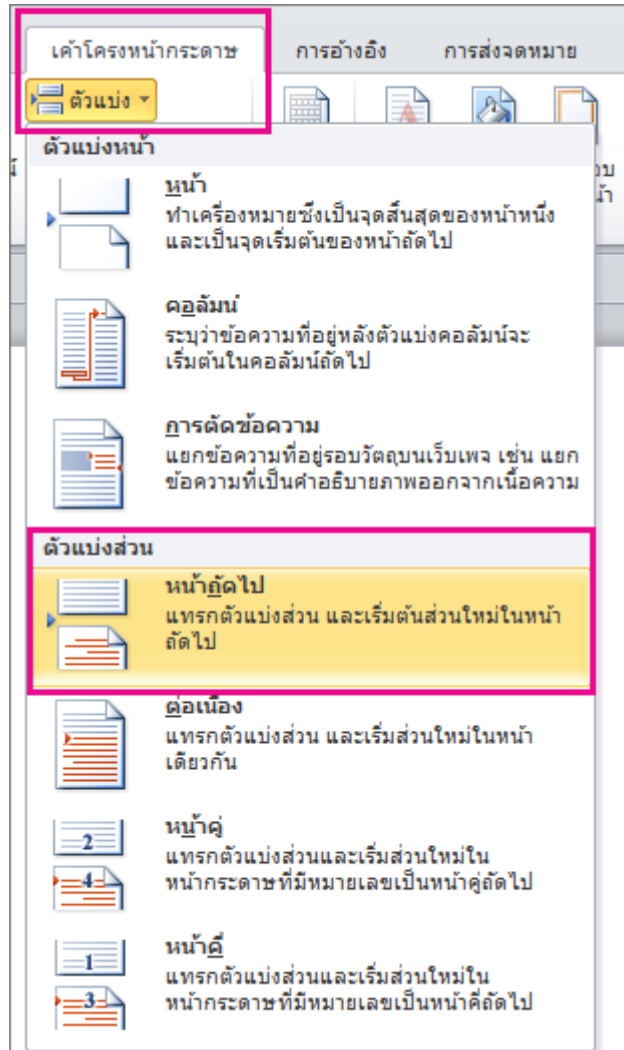 เค้าโครงหน้ากระดาษ การอ้างอิง การส่งจดหมาย
ตัวแบ่ง
ตัวแบ่งหน้า
หน้า
ทำเครื่องหมายซึ่งเป็นจุดสิ้นสุดของหน้าหนึ่ง
และเป็นจุดเริ่มต้นของหน้าถัดไป
คอลัมน์
ระบุว่าข้อความที่อยู่หลังตัวแบ่งคอลัมน์จะ
เริ่มต้นในคอลัมน์ถัดไป
การตัดข้อความ
แยกข้อความที่อยู่รอบวัตถุบนเว็บเพจ เช่น แยก
ข้อความที่เป็นคำอธิบายภาพออกจากเนื้อความ
ตัวแบ่งส่วน
หน้าถัดไป
แทรกตัวแบ่งส่วน และเริ่มต้นส่วนใหม่ในหน้า
ถัดไป
ต่อเนื่อง
แทรกตัวแบ่งส่วน และเริ่มส่วนใหม่ในหน้า
เดียวกัน
หน้าคู่
2
แทรกตัวแบ่งส่วนและเริ่มส่วนใหม่ใน
4
หน้ากระดาษที่มีหมายเลขเป็นหน้าคู่ถัดไป
หน้าคี่
1
แทรกตัวแบ่งส่วนและเริ่มส่วนใหม่ใน
3
หน้ากระดาษที่มีหมายเลขเป็นหน้าคี่ถัดไป